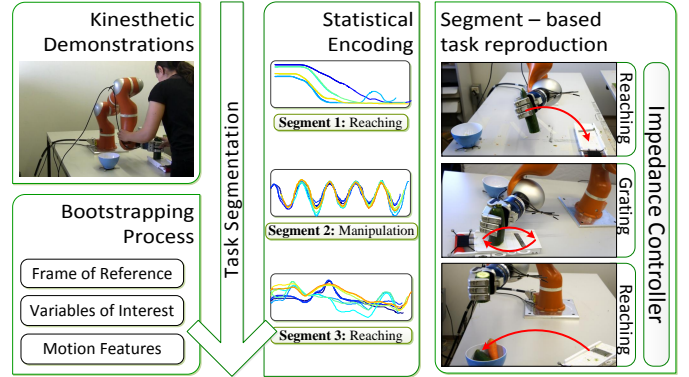 Kinesthetic
Demonstrations
Bootstrapping
Process
Frame of Reference
Variables of Interest
Motion Features
Task Segmentation
Statistical
Encoding
Segment 1: Reaching
Segment 2: Manipulation
Segment 3: Reaching
Segment – based
task reproduction
Reaching
Grating
Reaching
Impedance Controller